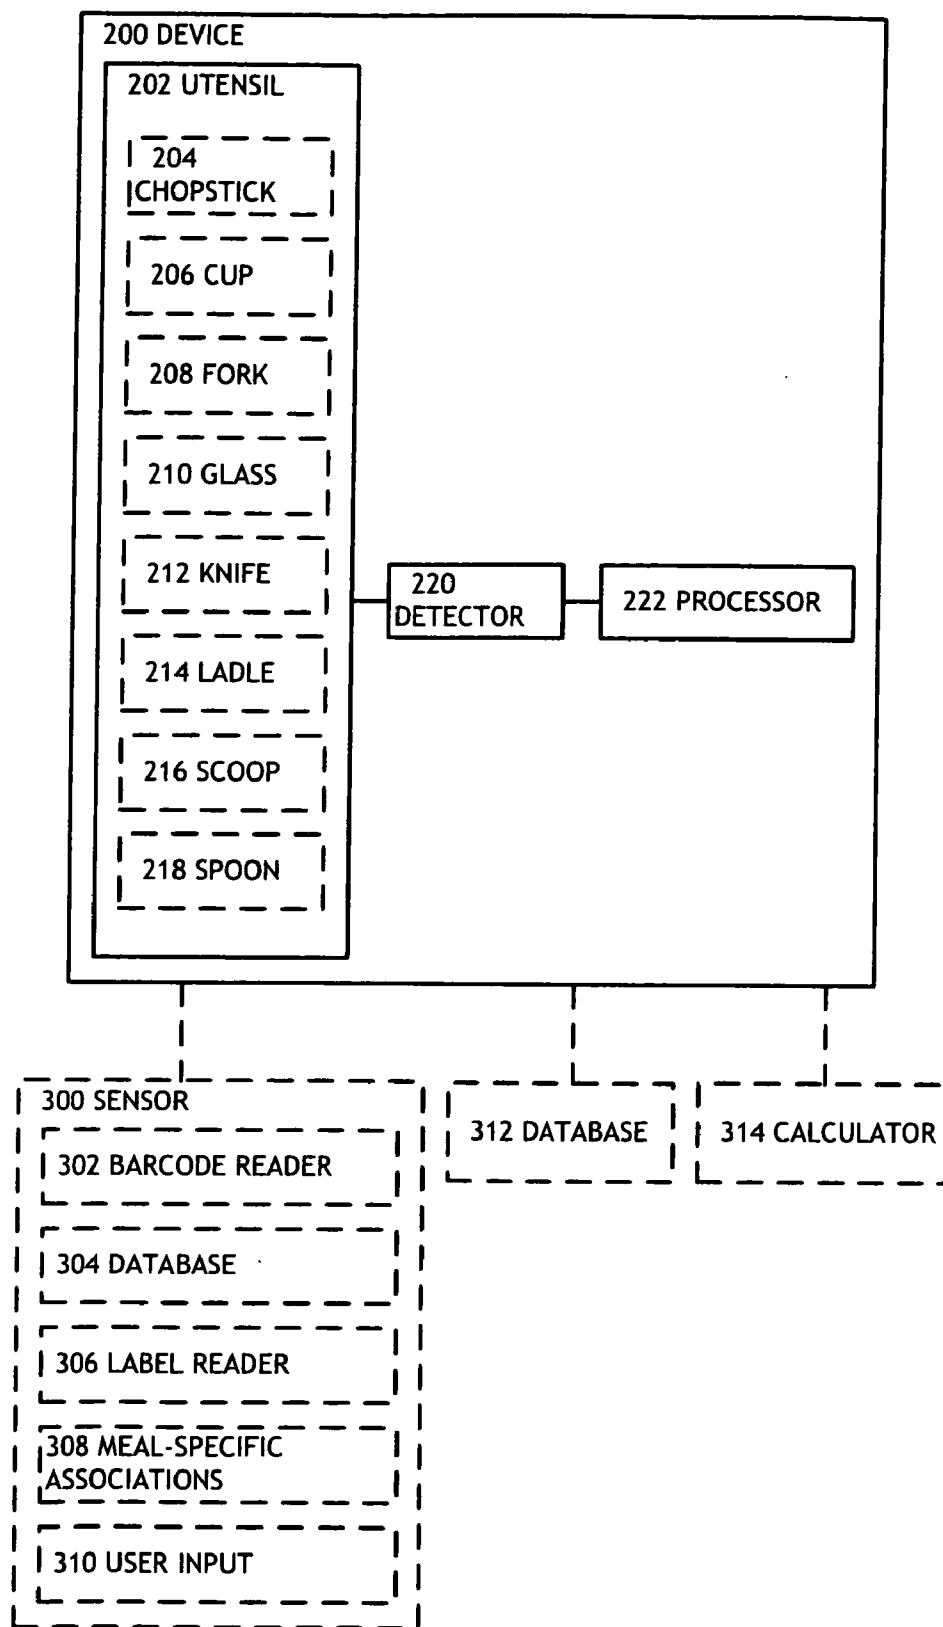 200 DEVICE
202 UTENSIL
204
CHOPSTICK
206 CUP
208 FORK
210 GLASS
212 KNIFE
214 LADLE
216 SCOOP
218 SPOON
220
DETECTOR
222 PROCESSOR
300 SENSOR
302 BARCODE READER
304 DATABASE
306 LABEL READER
308 MEAL-SPECIFIC
ASSOCIATIONS
310 USER INPUT
312 DATABASE
314 CALCULATOR